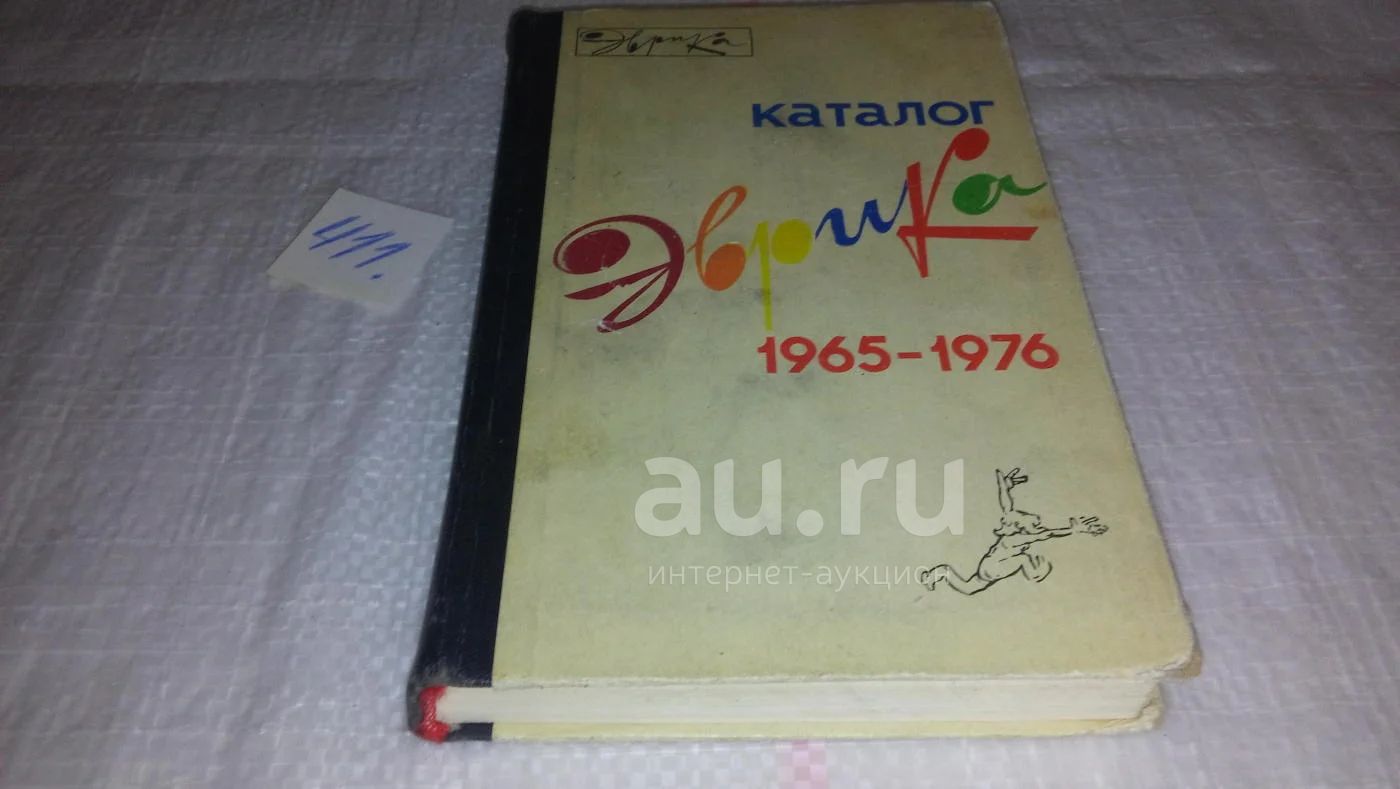 Эврика
каталог
Эврика
1965-1976
411.
au.ru
интернет-аукцион